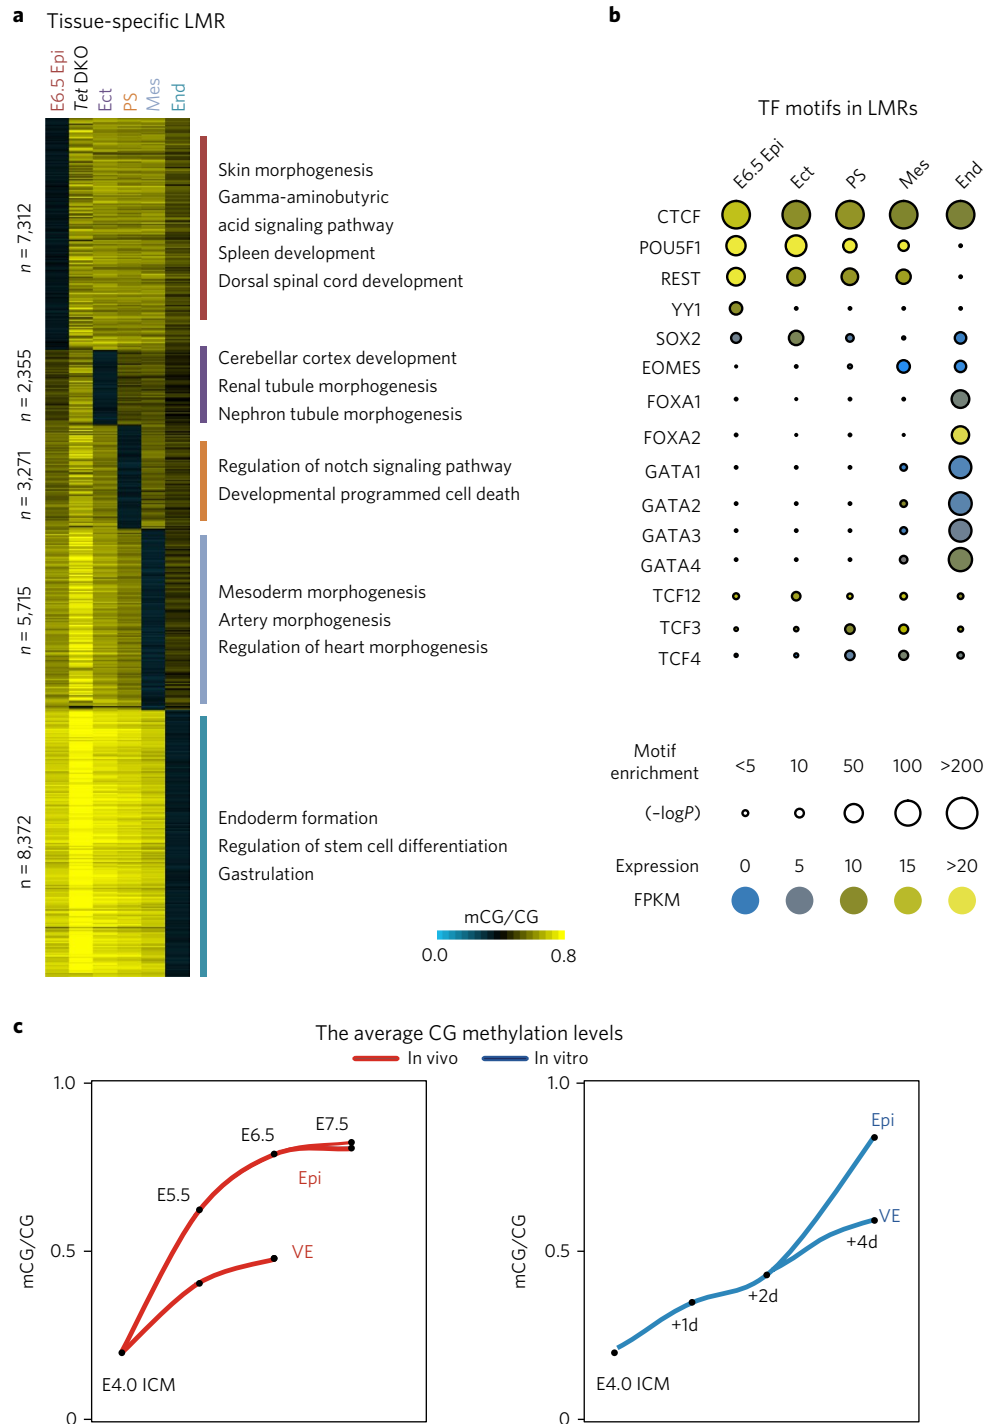 a
Tissue-specific LMR
E6.5 Epi
Tet DKO
Ect
PS
Mes
End
n = 7,312
Skin morphogenesis
Gamma-aminobutyric
acid signaling pathway
Spleen development
Dorsal spinal cord development
n = 2,355
Cerebellar cortex development
Renal tubule morphogenesis
Nephron tubule morphogenesis
n = 3,271
Regulation of notch signaling pathway
Developmental programmed cell death
n = 5,715
Mesoderm morphogenesis
Artery morphogenesis
Regulation of heart morphogenesis
n = 8,372
Endoderm formation
Regulation of stem cell differentiation
Gastrulation
mCG/CG
0.0 0.8
b
TF motifs in LMRs
E6.5 Epi
Ect
PS
Mes
End
CTCF
POU5F1
REST
YY1
SOX2
EOMES
FOXA1
FOXA2
GATA1
GATA2
GATA3
GATA4
TCF12
TCF3
TCF4
Motif
enrichment <5 10 50 100 >200
(–logP)
Expression 0 5 10 15 >20
FPKM
c
The average CG methylation levels
In vivo In vitro
1.0
0.5
0
mCG/CG
E7.5
E6.5
Epi
E5.5
VE
E4.0 ICM
1.0
0.5
0
mCG/CG
Epi
VE
+4d
+2d
+1d
E4.0 ICM